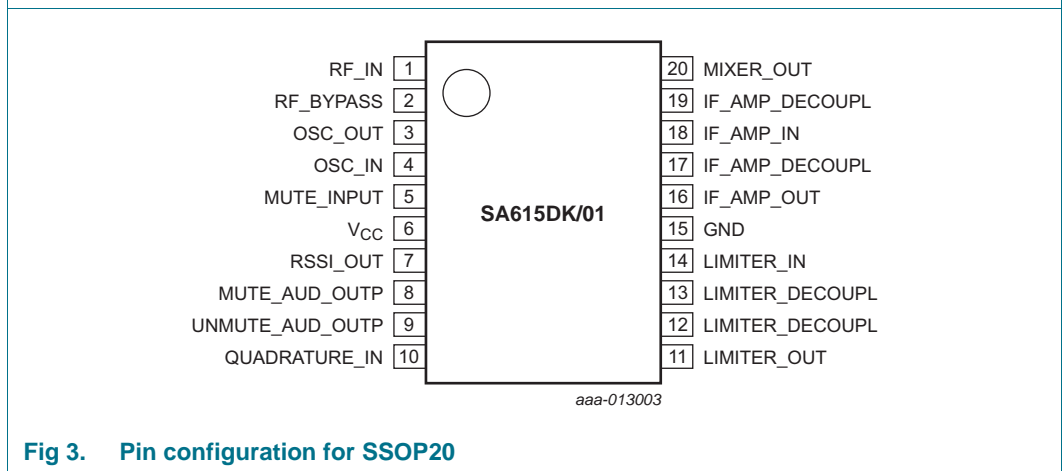 RF_IN 1
RF_BYPASS 2
OSC_OUT 3
OSC_IN 4
MUTE_INPUT 5
VCC 6
RSSI_OUT 7
MUTE_AUD_OUTP 8
UNMUTE_AUD_OUTP 9
QUADRATURE_IN 10
SA615DK/01
20 MIXER_OUT
19 IF_AMP_DECOUPL
18 IF_AMP_IN
17 IF_AMP_DECOUPL
16 IF_AMP_OUT
15 GND
14 LIMITER_IN
13 LIMITER_DECOUPL
12 LIMITER_DECOUPL
11 LIMITER_OUT
aaa-013003
Fig 3. Pin configuration for SSOP20